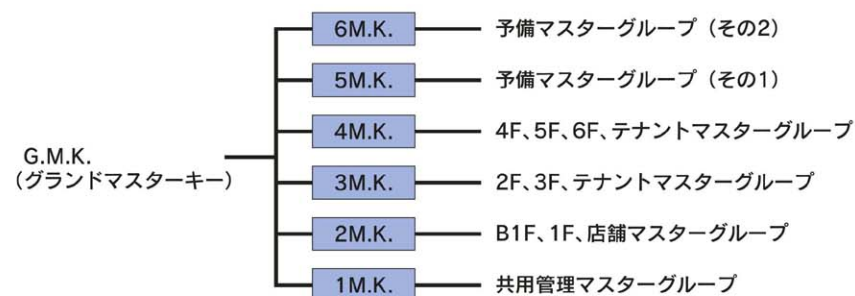 6M.K. 予備マスターグループ（その2）
5M.K. 予備マスターグループ（その1）
4M.K. 4F、5F、6F、テナントマスターグループ
G.M.K.
（グランドマスターキー）
3M.K. 2F、3F、テナントマスターグループ
2M.K. B1F、1F、店舗マスターグループ
1M.K. 共用管理マスターグループ